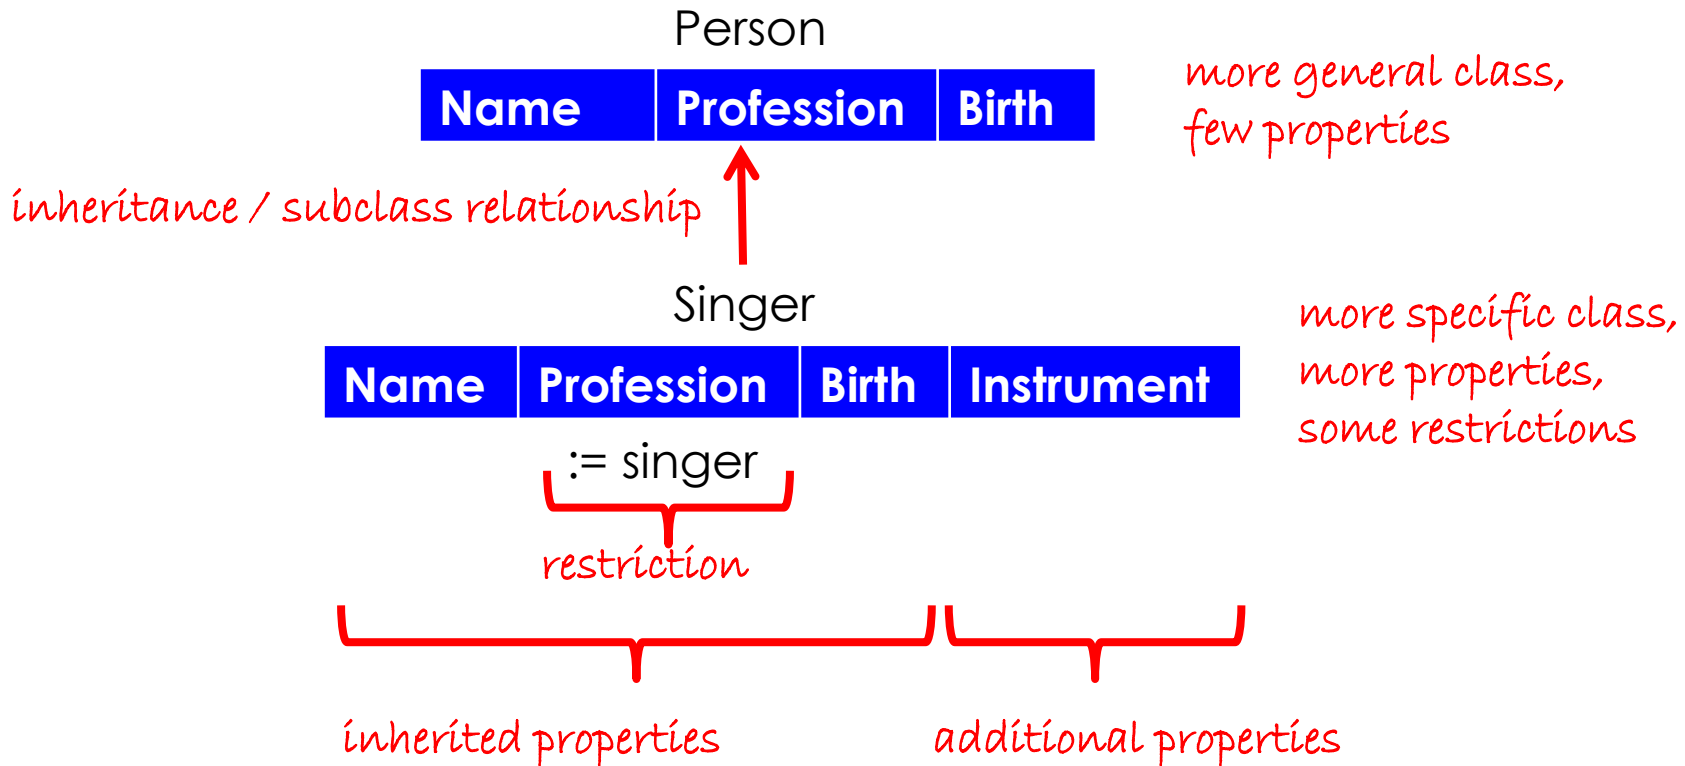 Person
Name Profession Birth
more general class,
few properties
inheritance / subclass relationship
Singer
Name Profession Birth Instrument
more specific class,
more properties,
some restrictions
:= singer
restriction
inherited properties
additional properties